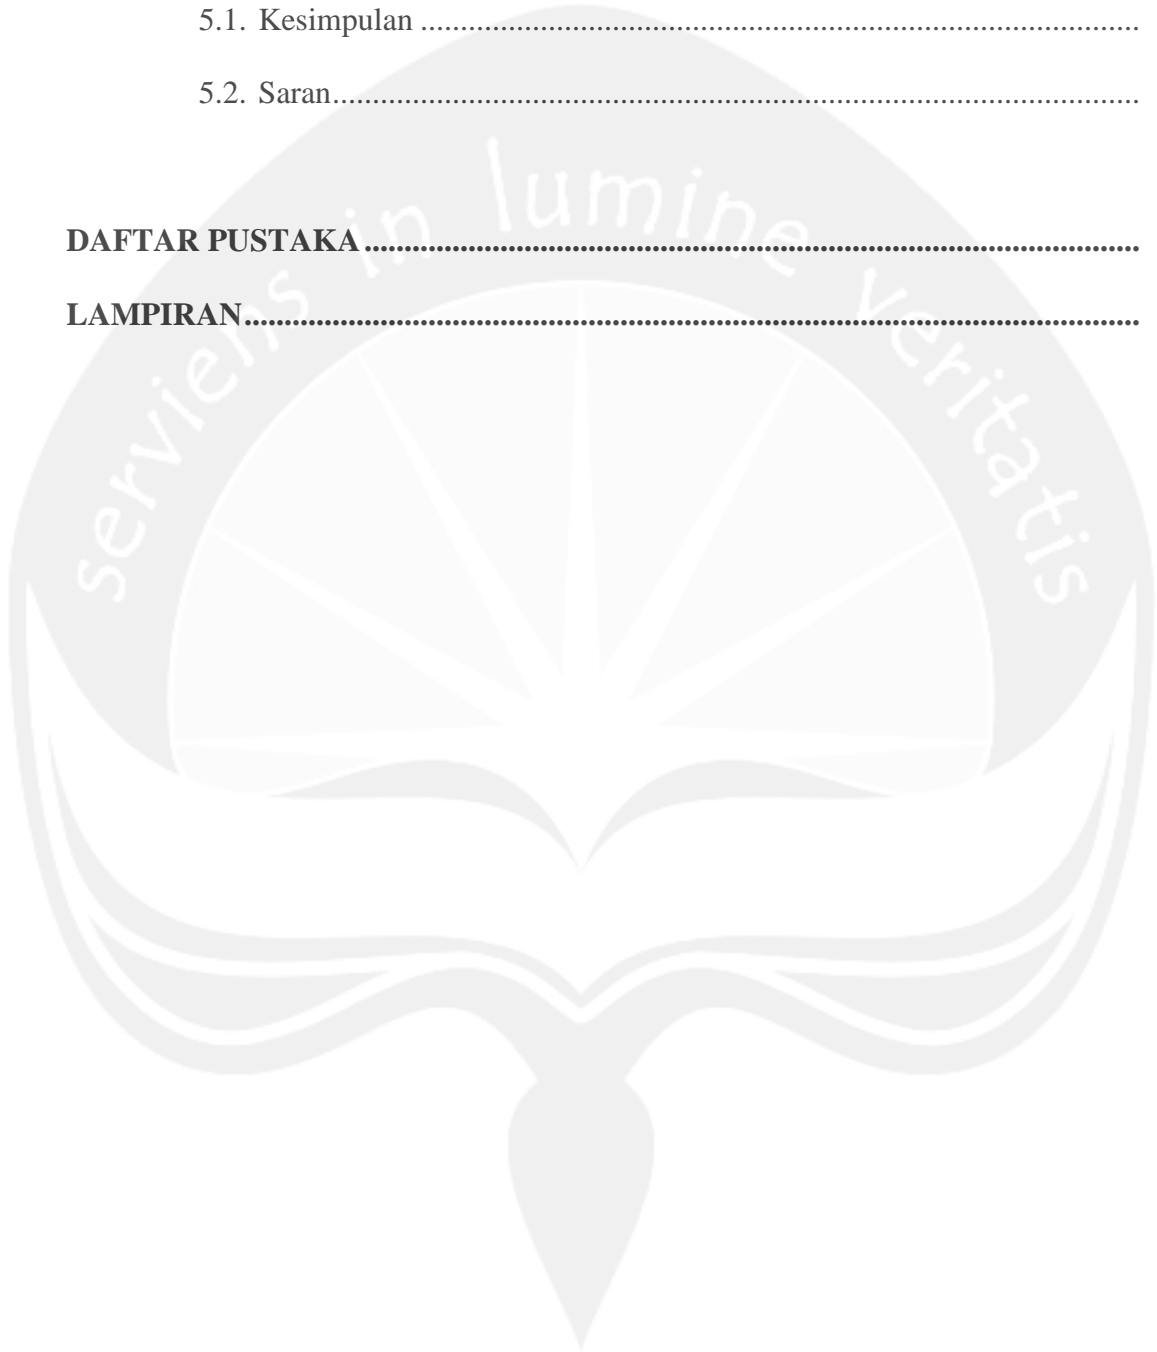 5.1. Kesimpulan ................................................................................
5.2. Saran................................................................................
serviens in lumine veritatis
DAFTAR PUSTAKA ................................................................................
LAMPIRAN................................................................................